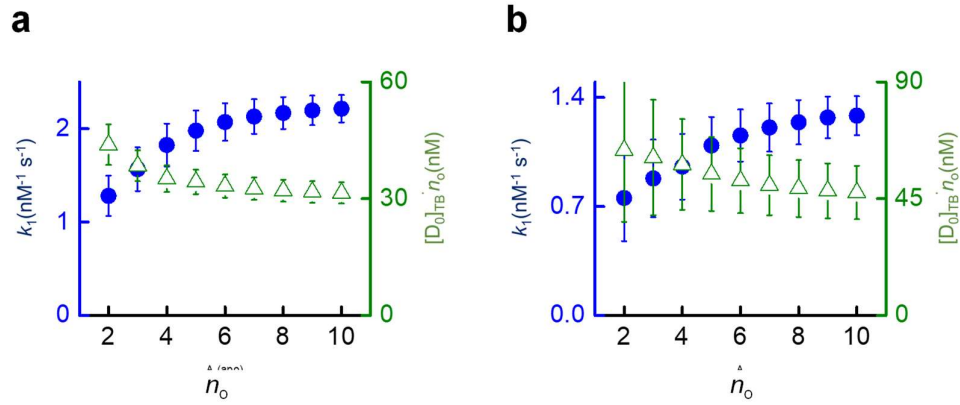 a
b
60
30
0
[D₀]TB·nₒ(nM)
2
1
0
k₁(nM⁻¹ s⁻¹)
2 4 6 8 10
nₒ
90
45
0
[D₀]TB·nₒ(nM)
1.4
0.7
0.0
k₁(nM⁻¹ s⁻¹)
2 4 6 8 10
nₒ